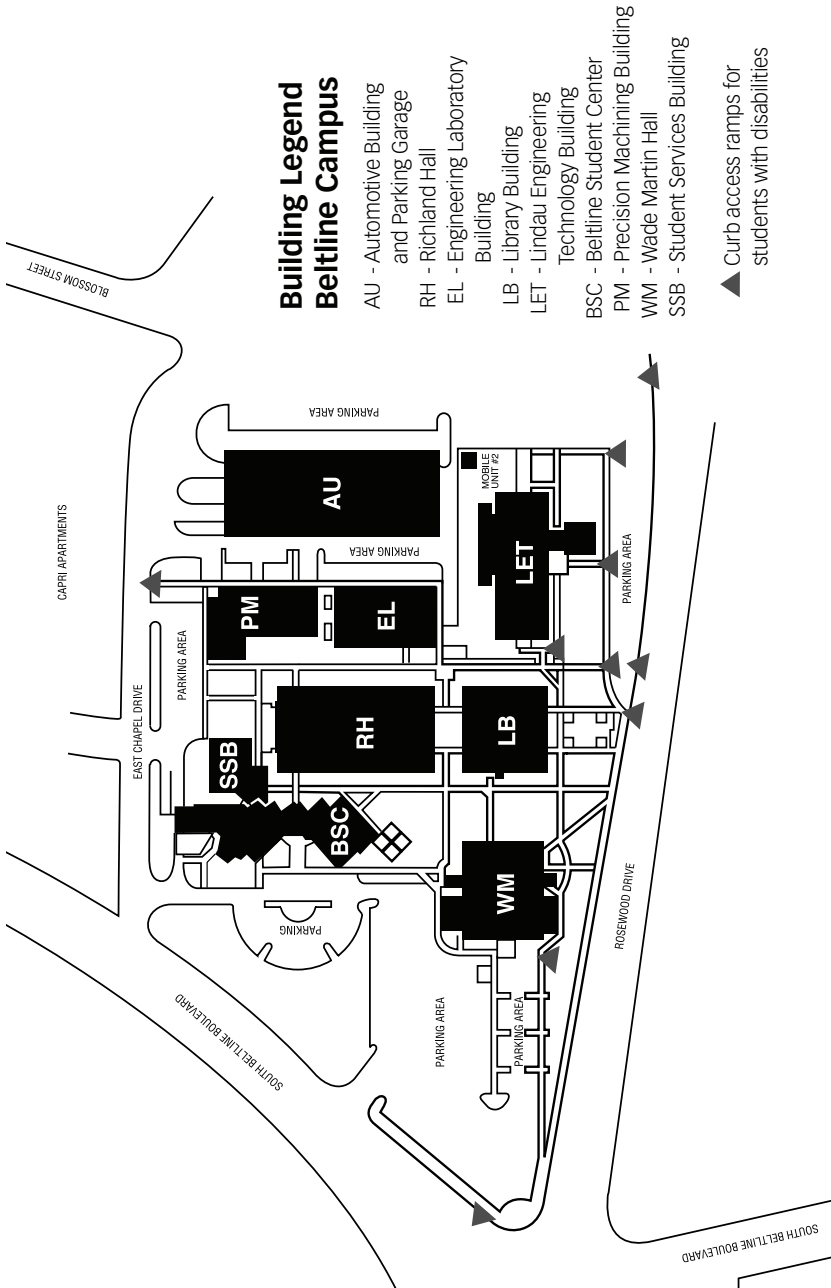 Building Legend
Beltline Campus
AU - Automotive Building
and Parking Garage
RH - Richland Hall
EL - Engineering Laboratory
Building
LB - Library Building
LET - Lindau Engineering
Technology Building
BSC - Beltline Student Center
PM - Precision Machining Building
WM - Wade Martin Hall
SSB - Student Services Building
Curb access ramps for
students with disabilities
BLOSSOM STREET
CAPRI APARTMENTS
EAST CHAPEL DRIVE
PARKING AREA
PARKING AREA
PARKING AREA
AU
MOBILE
UNIT #2
PM
EL
LET
PARKING AREA
SSB
RH
LB
BSC
WM
PARKING
SOUTH BELTLINE BOULEVARD
PARKING AREA
PARKING AREA
ROSEWOOD DRIVE
SOUTH BELTLINE BOULEVARD